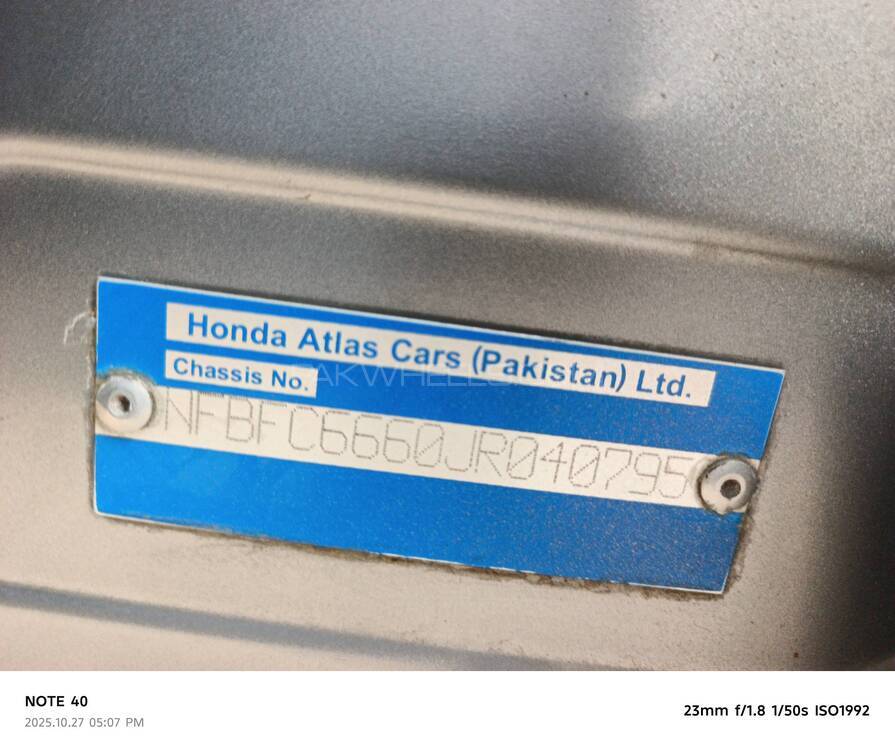 Honda Atlas Cars (Pakistan) Ltd.
Chassis No.
PAKWHEELS
NFBFC6660JR040795
NOTE 40
2025.10.27 05:07 PM
23mm f/1.8 1/50s ISO1992